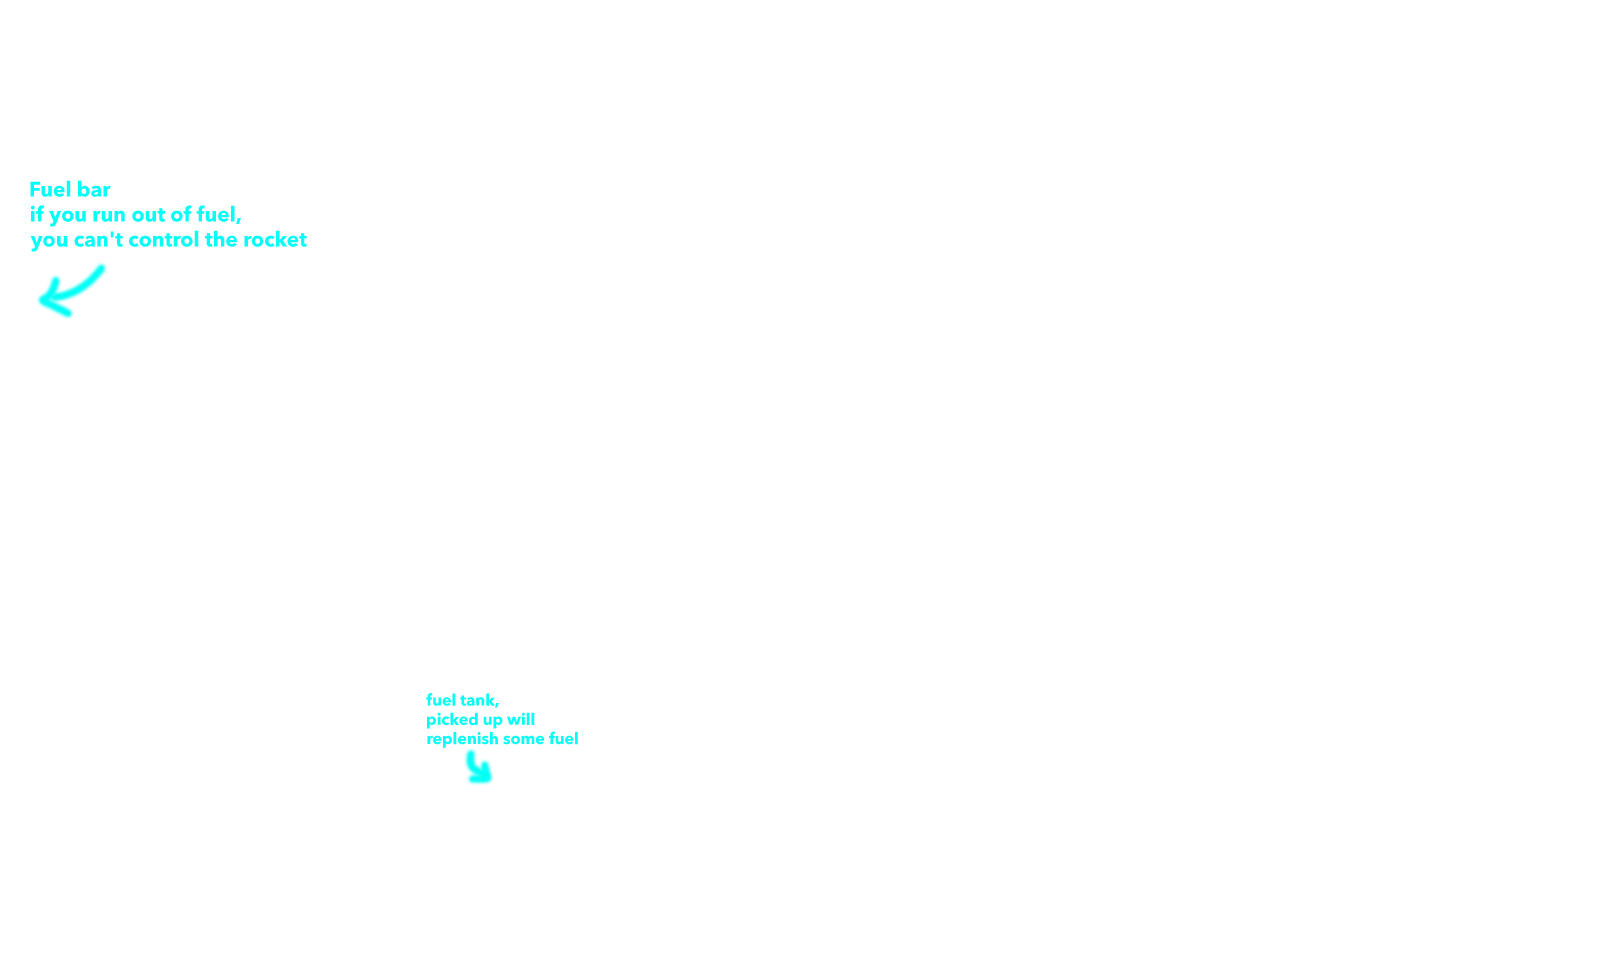 Fuel bar
if you run out of fuel,
you can't control the rocket
fuel tank,
picked up will
replenish some fuel